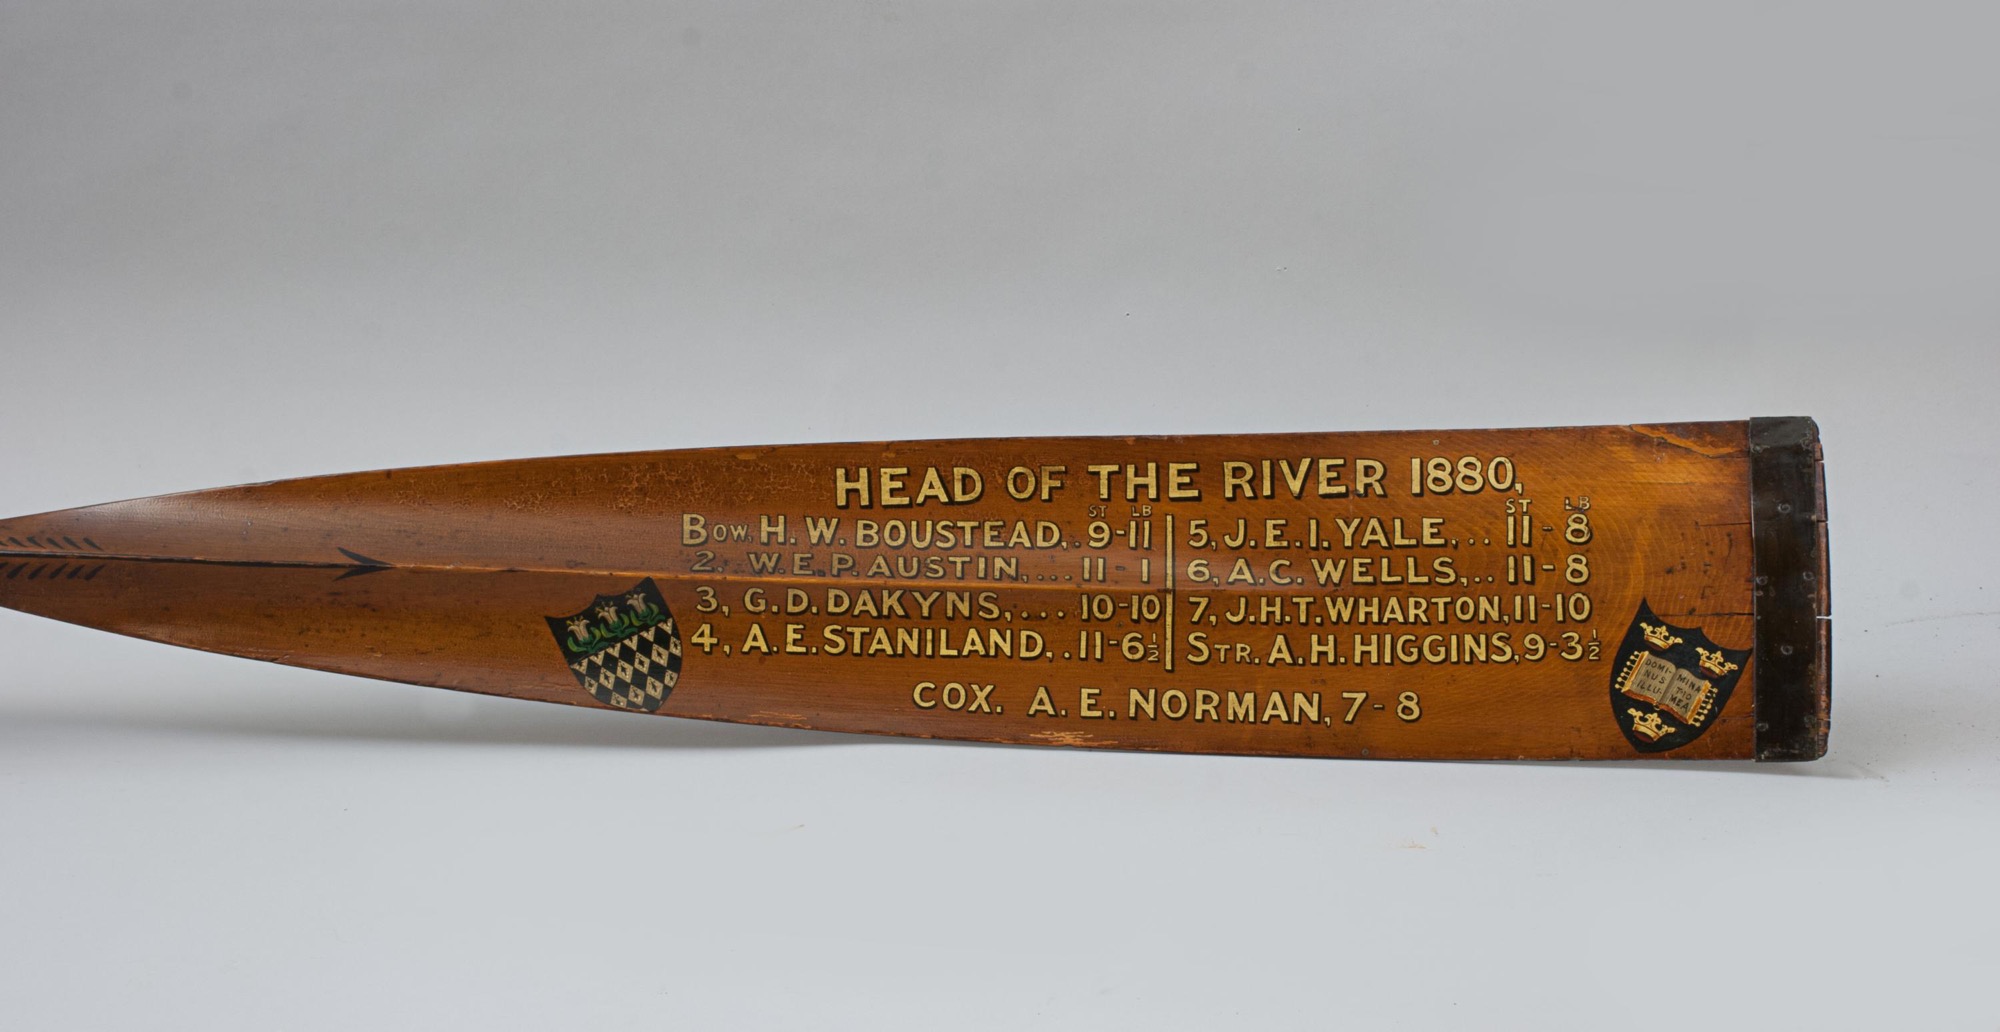 HEAD OF THE RIVER 1880,
ST LB
BOW, H. W. BOUSTEAD,. 9-11
2. W. E. P. AUSTIN,... 11-1
3, G. D. DAKYNS,... 10-10
4, A. E. STANILAND,. 11-6½
ST LB
5, J. E. I. YALE,.. 11-8
6, A. C. WELLS,.. 11-8
7, J. H. T. WHARTON, 11-10
STR. A. H. HIGGINS, 9-3½
COX. A. E. NORMAN, 7-8
DOMI-
NUS
ILLU-
MINA
TIO
MEA